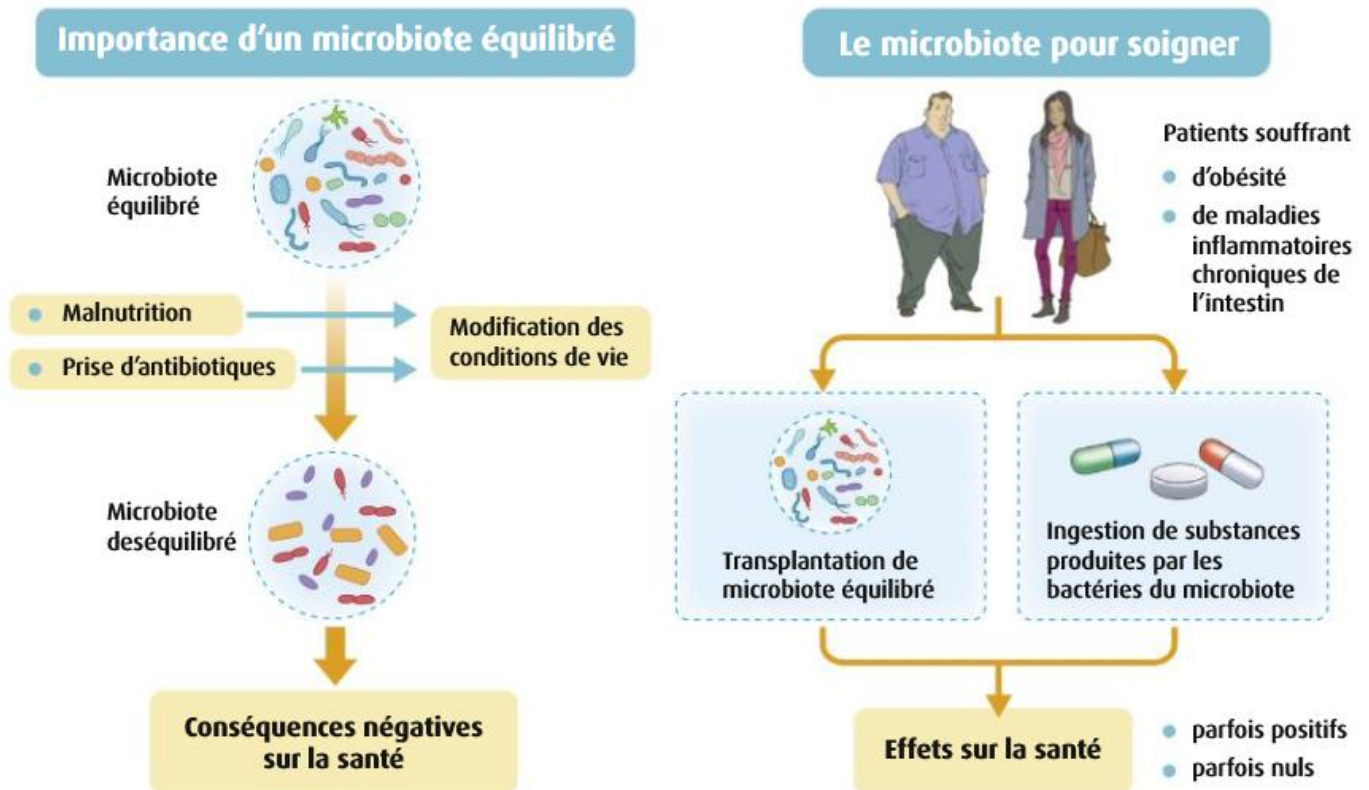 Importance d'un microbiote équilibré
Microbiote
équilibré
Malnutrition
Prise d'antibiotiques
Modification des
conditions de vie
Microbiote
deséquilibré
Conséquences négatives
sur la santé
Le microbiote pour soigner
Patients souffrant
d'obésité
de maladies
inflammatoires
chroniques de
l'intestin
Transplantation de
microbiote équilibré
Ingestion de substances
produites par les
bactéries du microbiote
Effets sur la santé
parfois positifs
parfois nuls